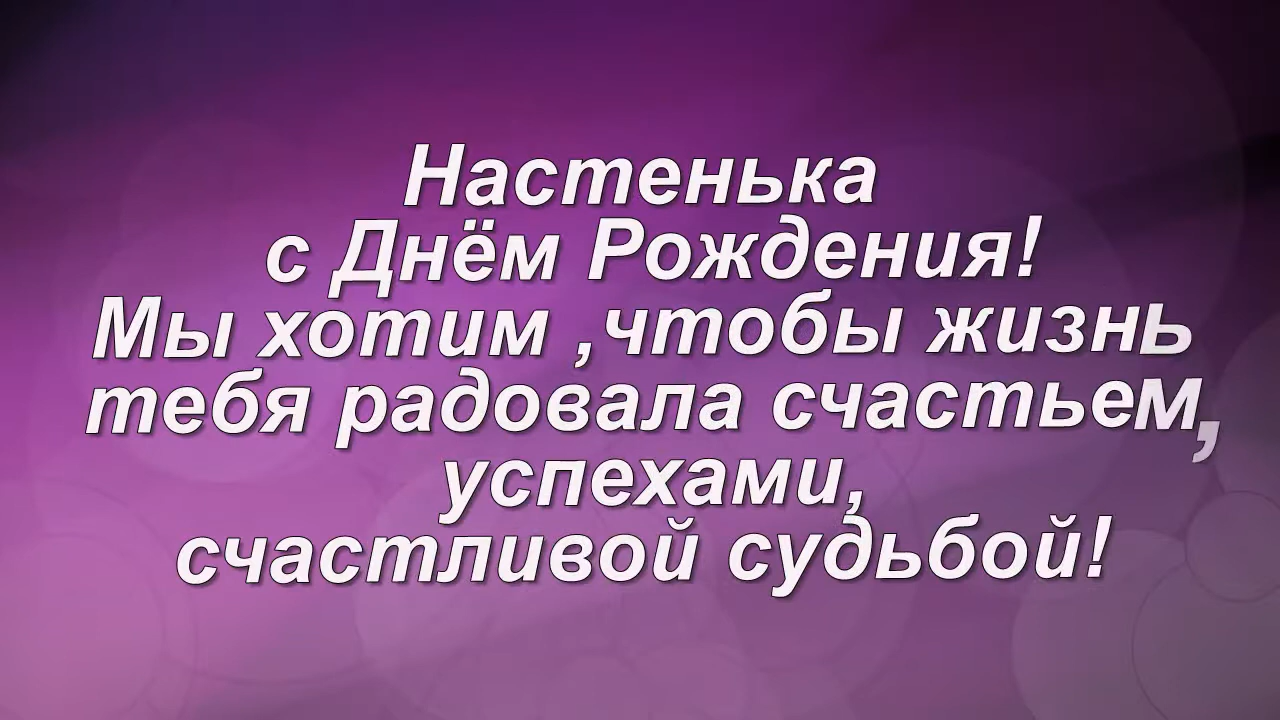 Настенька
с Днём Рождения!
Мы хотим ,чтобы жизнь
тебя радовала счастьем,
успехами,
счастливой судьбой!